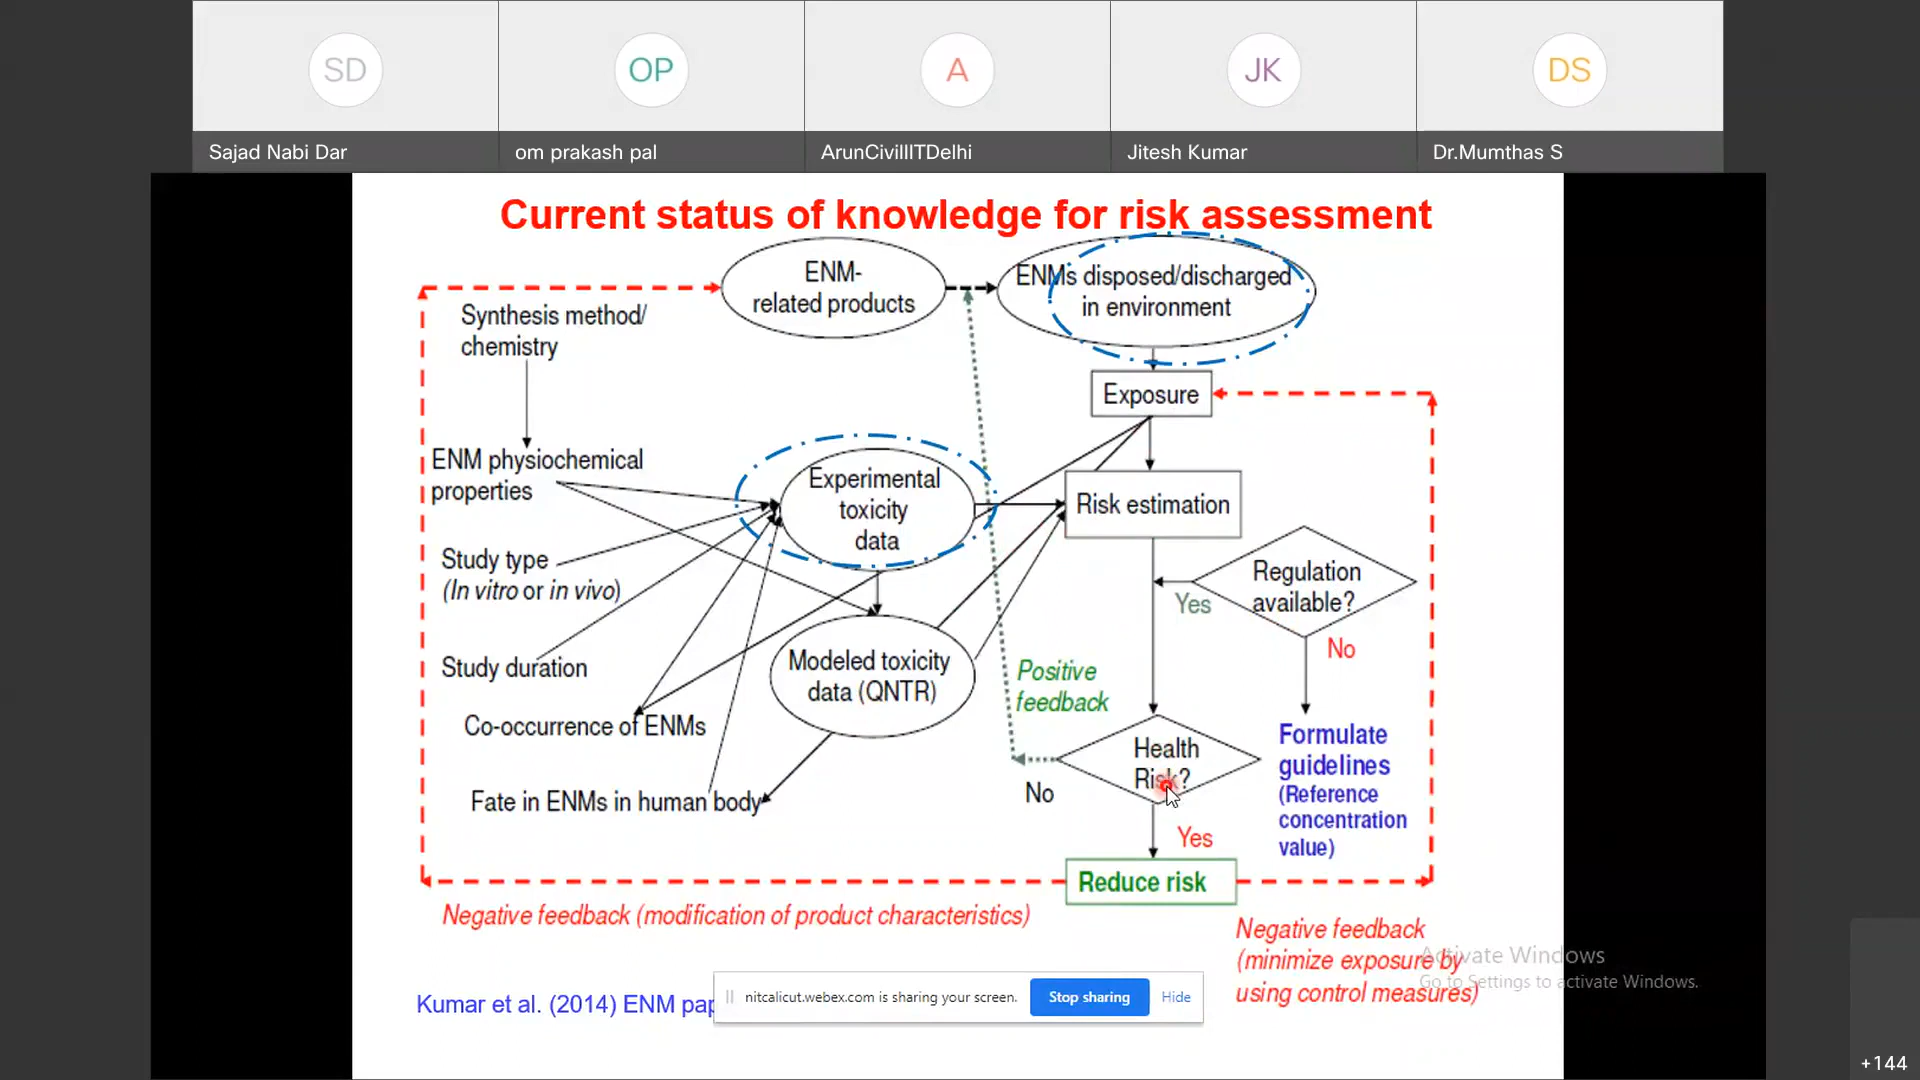 SD
OP
A
JK
DS
Sajad Nabi Dar
om prakash pal
ArunCivilIITDelhi
Jitesh Kumar
Dr.Mumthas S
Current status of knowledge for risk assessment
ENM-
related products
ENMs disposed/discharged
in environment
Synthesis method/
chemistry
Exposure
ENM physiochemical
properties
Experimental
toxicity
data
Risk estimation
Study type
(In vitro or in vivo)
Regulation
available?
Yes
No
Study duration
Modeled toxicity
data (QNTR)
Positive
feedback
Co-occurrence of ENMs
Health
Risk?
No
Formulate
guidelines
(Reference
concentration
value)
Fate in ENMs in human body
Yes
Reduce risk
Negative feedback (modification of product characteristics)
Negative feedback
(minimize exposure by
using control measures)
Activate Windows
Go to Settings to activate Windows.
Kumar et al. (2014) ENM
nitcalicut.webex.com is sharing your screen.
Stop sharing
Hide
+144